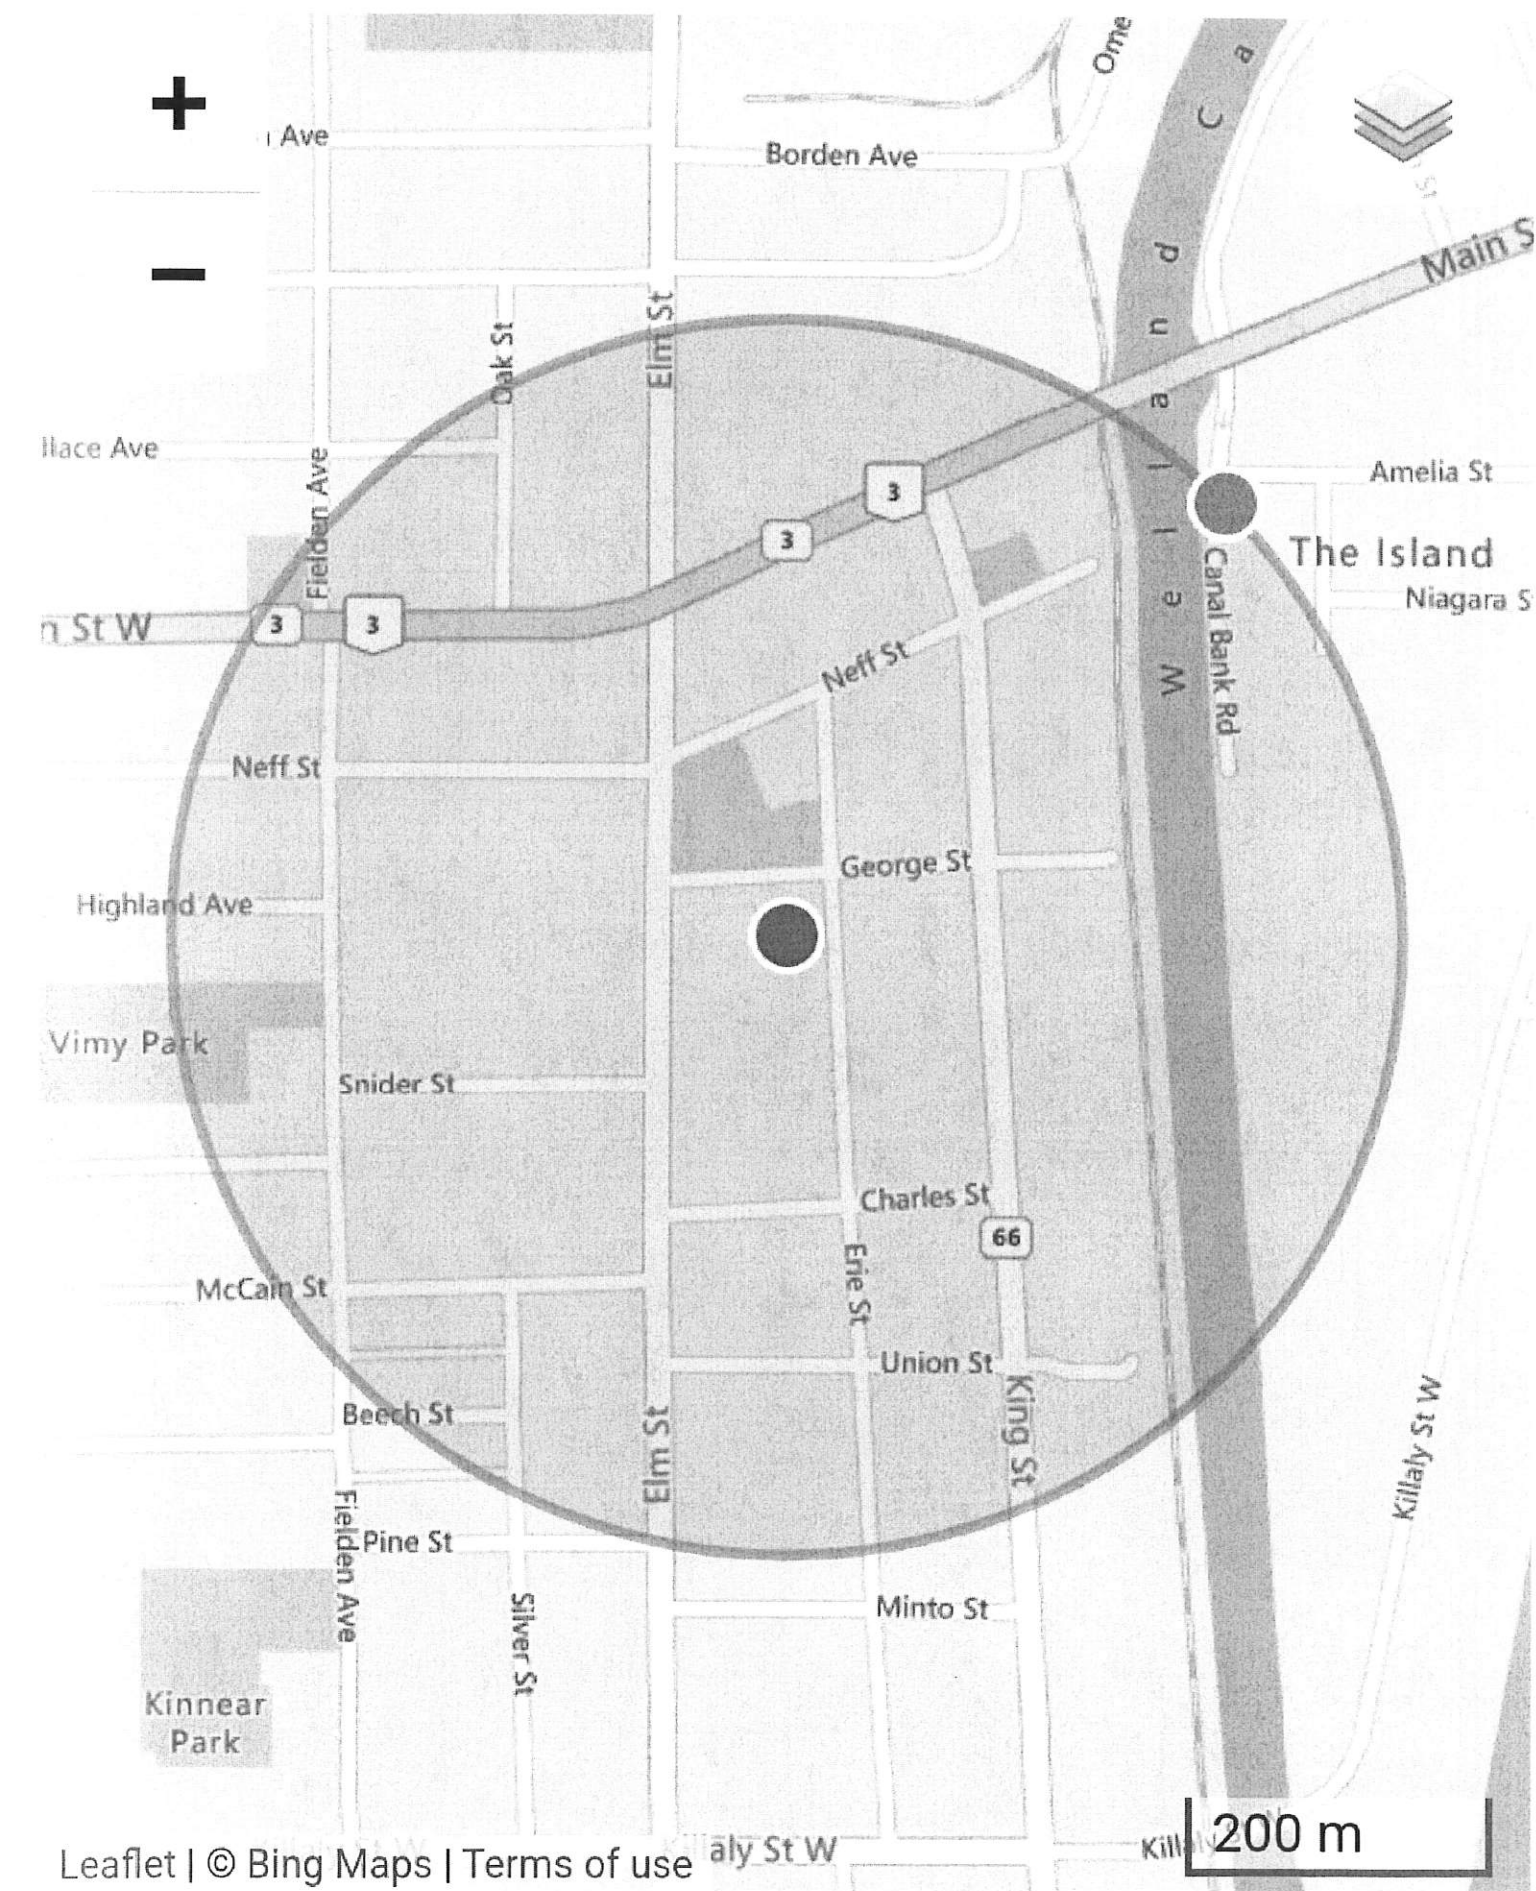 +
Ave
Borden Ave
Ome
Ca
−
Main S
Oak St
Elm St
Welland
llace Ave
Fielden Ave
3
3
Amelia St
The Island
Niagara S
n St W
3
3
Canal Bank Rd
Neff St
Neff St
George St
Highland Ave
Vimy Park
Snider St
Charles St
66
Erie St
McCain St
Union St
King St
Beech St
Elm St
Killaly St W
Fielden Ave
Pine St
Silver St
Minto St
Kinnear
Park
200 m
aly St W
Leaflet | © Bing Maps | Terms of use